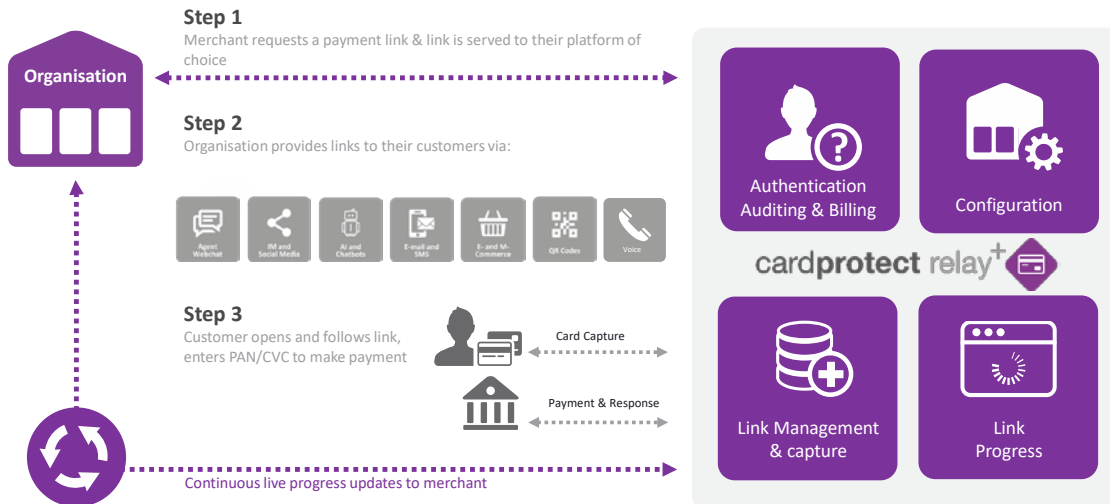 Organisation
Step 1
Merchant requests a payment link & link is served to their platform of
choice
Step 2
Organisation provides links to their customers via:
Agent
Webchat
IM and
Social Media
AI and
Chatbots
E-mail and
SMS
E- and M-
Commerce
QR Codes
Voice
Step 3
Customer opens and follows link,
enters PAN/CVC to make payment
Card Capture
Payment & Response
Continuous live progress updates to merchant
Authentication
Auditing & Billing
Configuration
cardprotect relay+
Link Management
& capture
Link
Progress